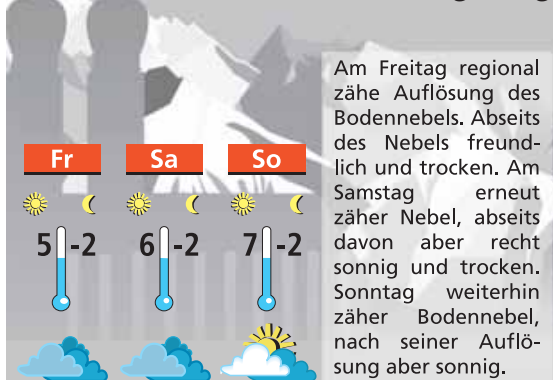 Am Freitag regional
zähe Auflösung des
Bodennebels. Abseits
des Nebels freund-
lich und trocken. Am
Samstag erneut
zäher Nebel, abseits
davon aber recht
sonnig und trocken.
Sonntag weiterhin
zäher Bodennebel,
nach seiner Auflö-
sung aber sonnig.
Fr Sa So
5 -2 6 -2 7 -2